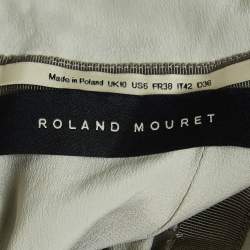 Made in Poland UK10 US6 FR38 IT42 D36
ROLAND MOURET